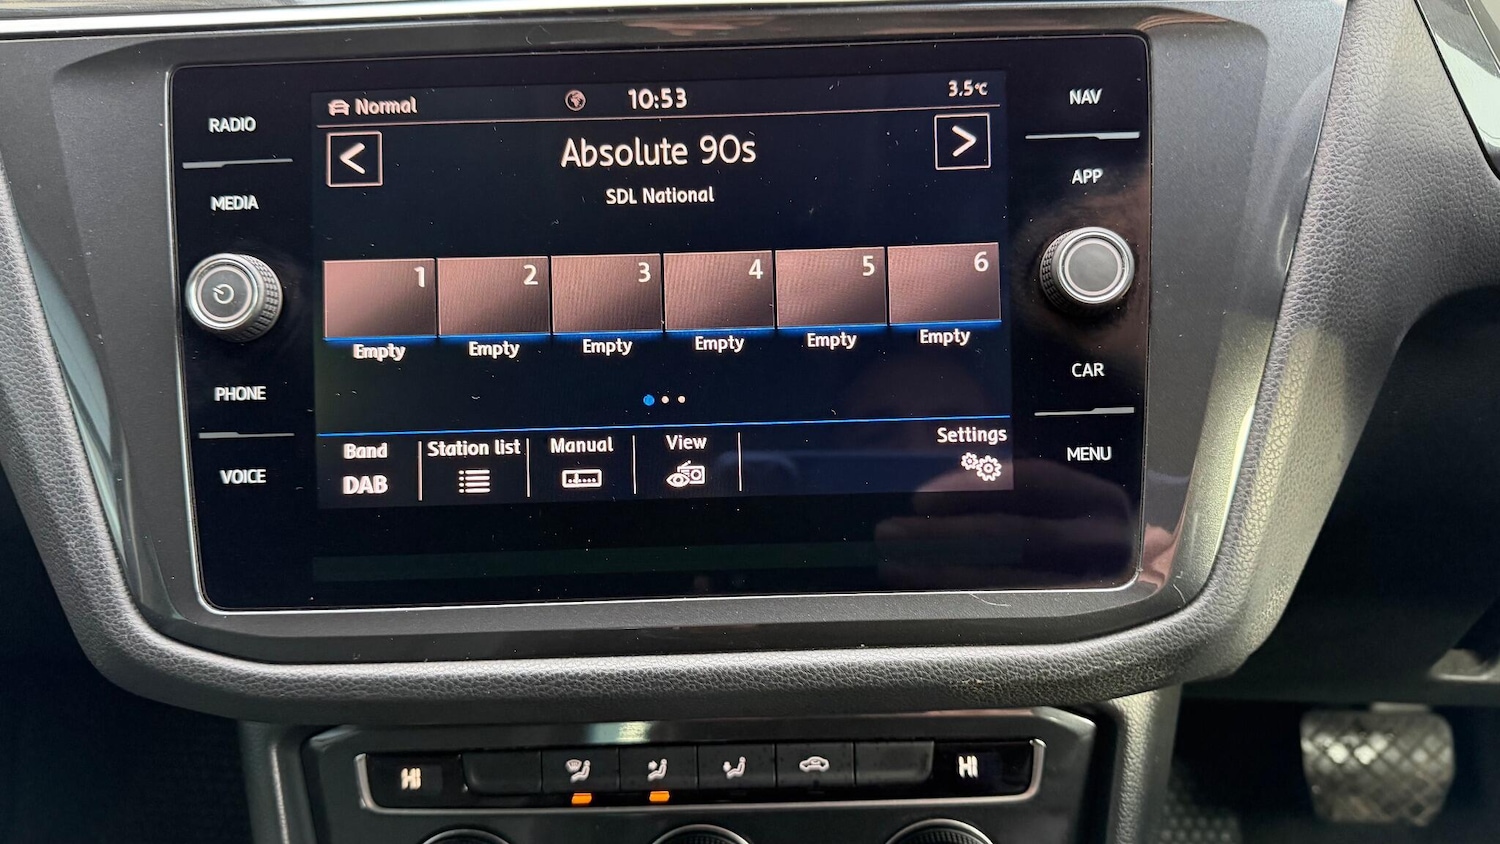 RADIO
MEDIA
PHONE
VOICE
Normal
10:53
3.5°C
<
Absolute 90s
>
SDL National
1 2 3 4 5 6
Empty Empty Empty Empty Empty Empty
Band Station list Manual View Settings
DAB
NAV
APP
CAR
MENU
HI HI